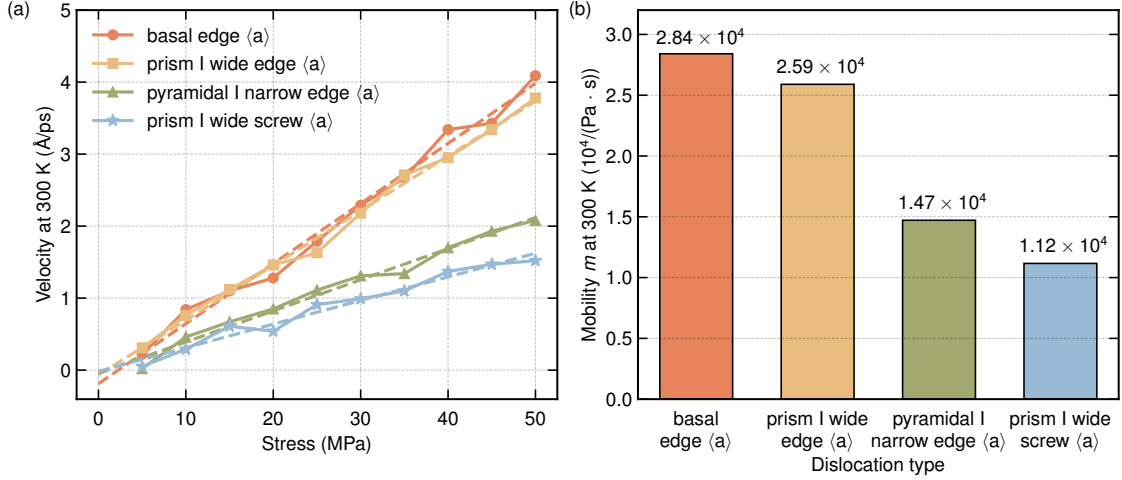 (a)
5
4
3
2
1
0
0
10
20
30
40
50
Velocity at 300 K (Å/ps)
Stress (MPa)
basal edge ⟨a⟩
prism I wide edge ⟨a⟩
pyramidal I narrow edge ⟨a⟩
prism I wide screw ⟨a⟩
(b)
3.0
2.5
2.0
1.5
1.0
0.5
0.0
Mobility m at 300 K (10⁴/(Pa · s))
2.84 × 10⁴
2.59 × 10⁴
1.47 × 10⁴
1.12 × 10⁴
basal
edge ⟨a⟩
prism I wide
edge ⟨a⟩
pyramidal I
narrow edge ⟨a⟩
prism I wide
screw ⟨a⟩
Dislocation type